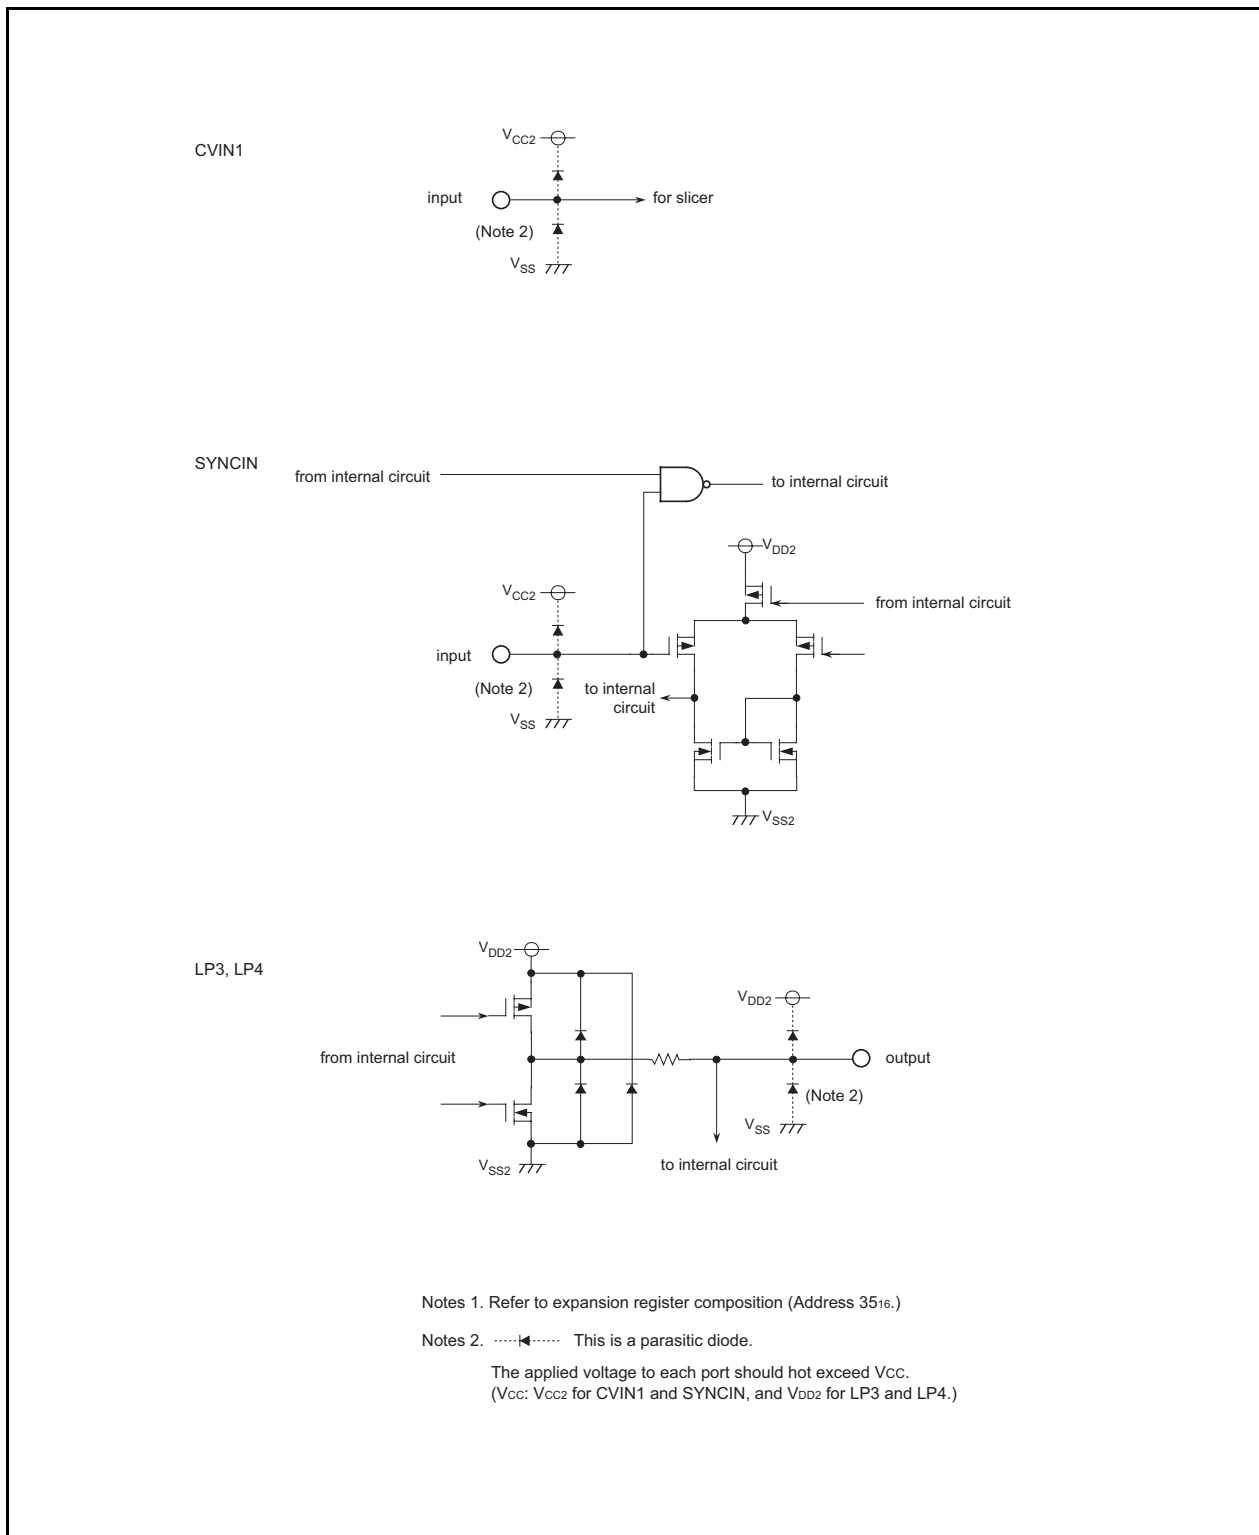 CVIN1
VCC2
input
for slicer
(Note 2)
VSS
SYNCIN
from internal circuit
to internal circuit
VDD2
VCC2
from internal circuit
input
(Note 2)
to internal
circuit
VSS
VSS2
LP3, LP4
VDD2
VDD2
from internal circuit
output
(Note 2)
VSS
VSS2
to internal circuit
Notes 1. Refer to expansion register composition (Address 3516.)
Notes 2. This is a parasitic diode.
The applied voltage to each port should hot exceed VCC.
(VCC: VCC2 for CVIN1 and SYNCIN, and VDD2 for LP3 and LP4.)